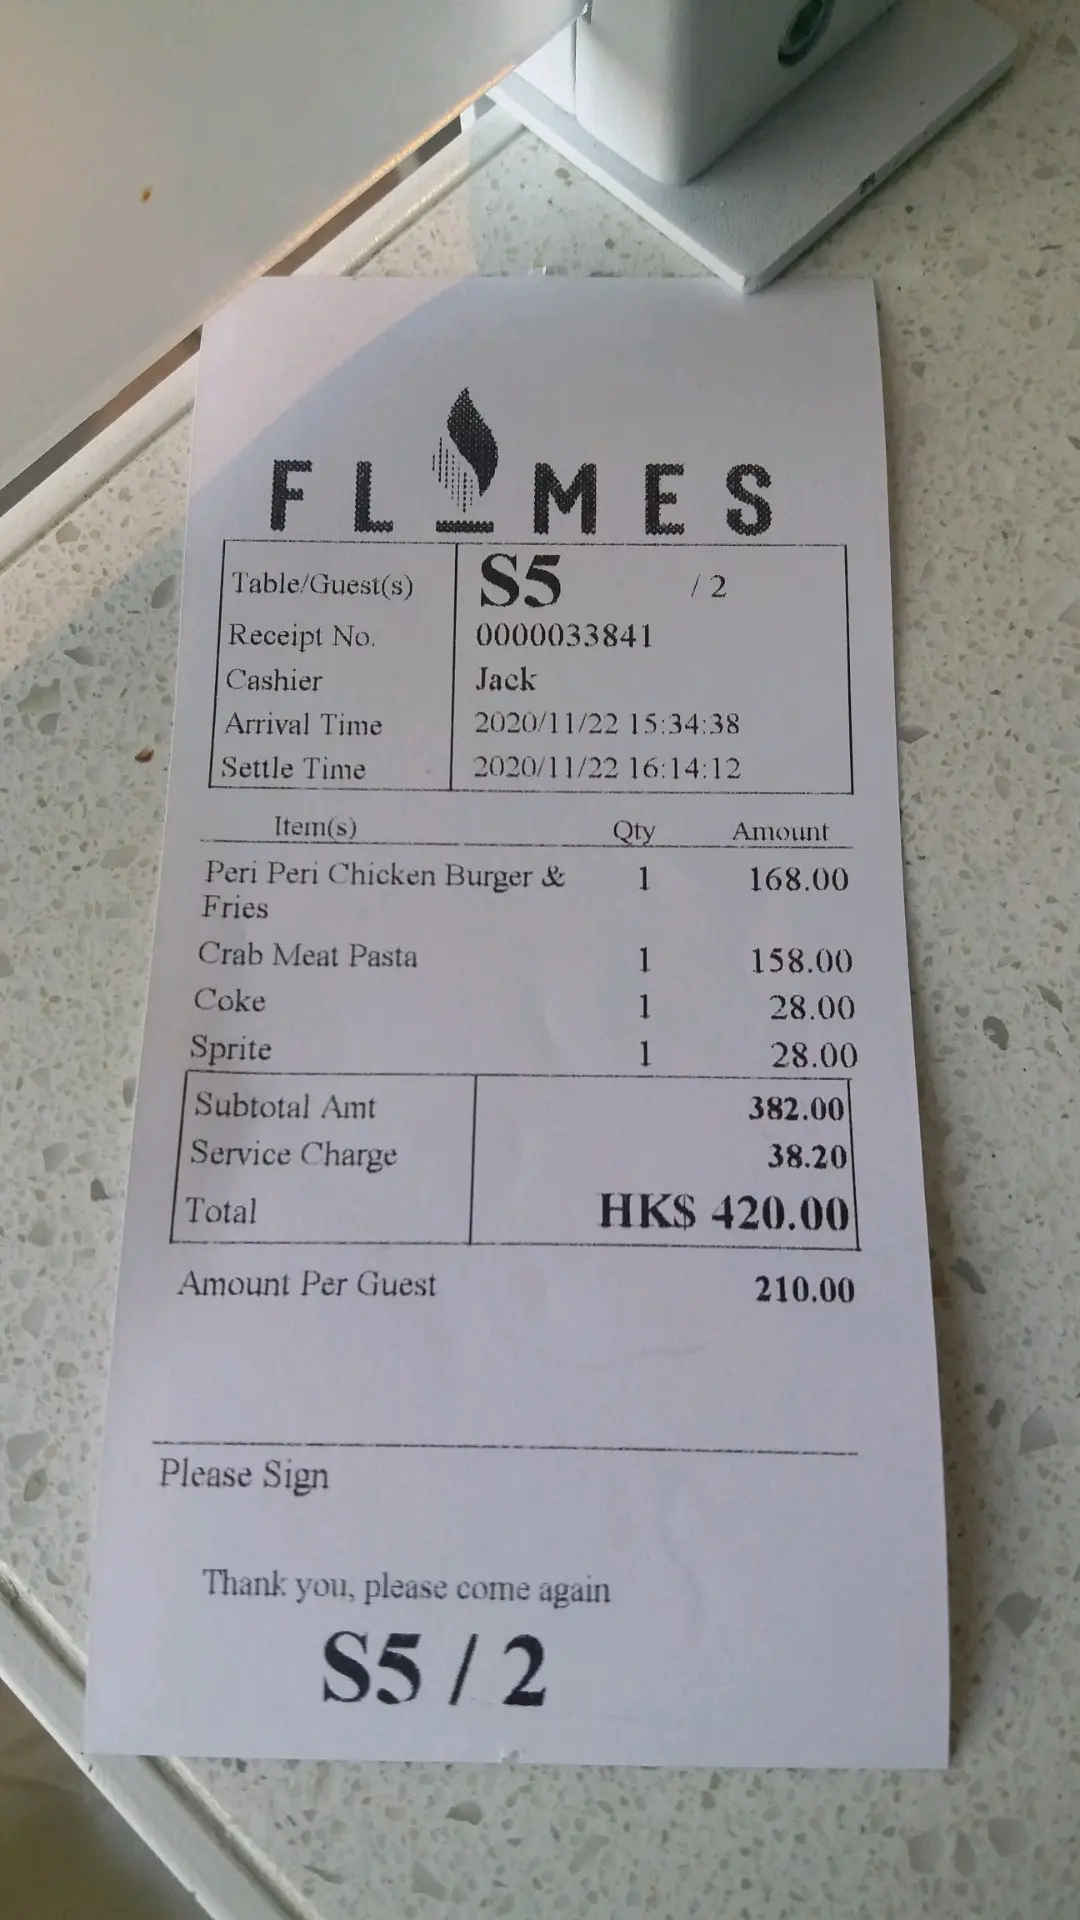 FLAMES
Table/Guest(s) S5 / 2
Receipt No. 0000033841
Cashier Jack
Arrival Time 2020/11/22 15:34:38
Settle Time 2020/11/22 16:14:12
Item(s) Qty Amount
Peri Peri Chicken Burger & 1 168.00
Fries
Crab Meat Pasta 1 158.00
Coke 1 28.00
Sprite 1 28.00
Subtotal Amt 382.00
Service Charge 38.20
Total HK$ 420.00
Amount Per Guest 210.00
Please Sign
Thank you, please come again
S5 / 2